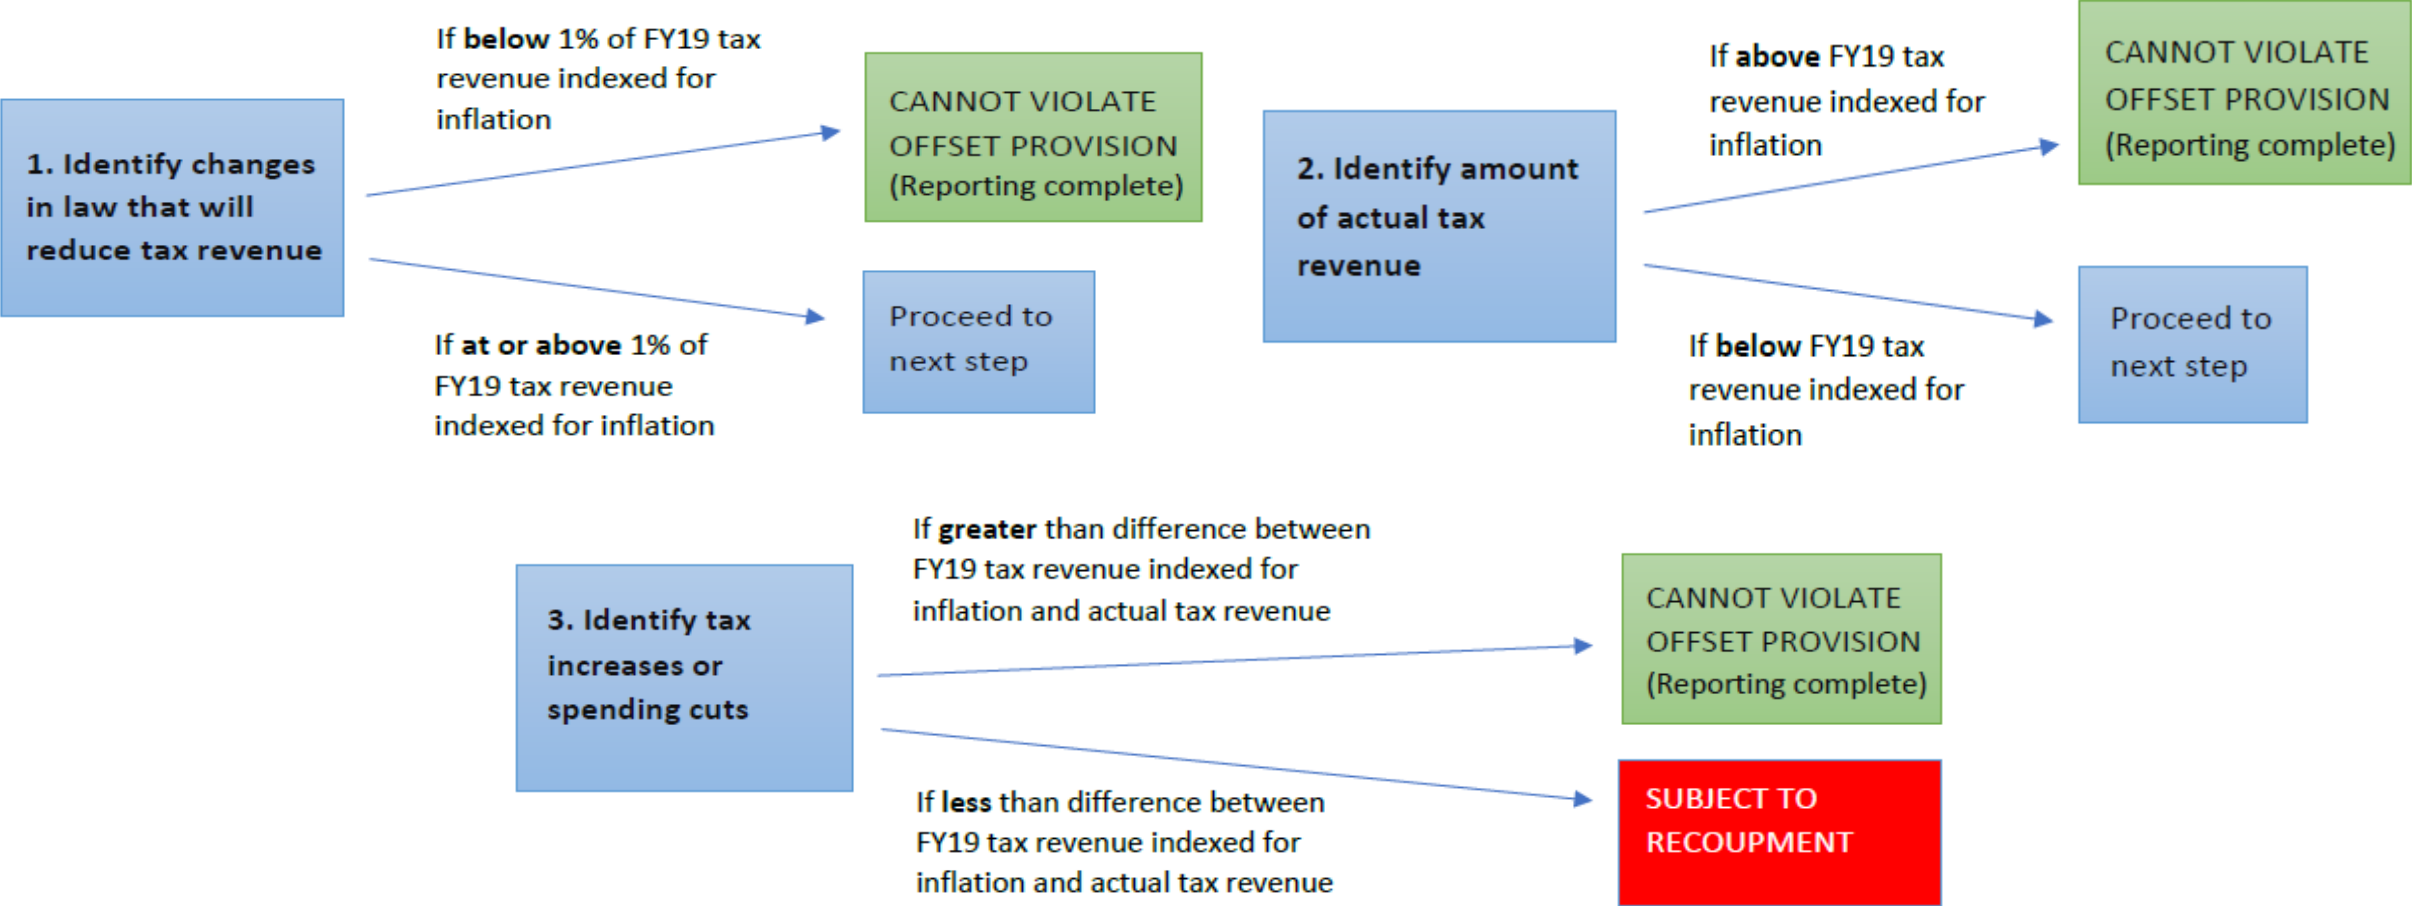 1. Identify changes
in law that will
reduce tax revenue
If below 1% of FY19 tax
revenue indexed for
inflation
CANNOT VIOLATE
OFFSET PROVISION
(Reporting complete)
If at or above 1% of
FY19 tax revenue
indexed for inflation
Proceed to
next step
2. Identify amount
of actual tax
revenue
If above FY19 tax
revenue indexed for
inflation
CANNOT VIOLATE
OFFSET PROVISION
(Reporting complete)
If below FY19 tax
revenue indexed for
inflation
Proceed to
next step
3. Identify tax
increases or
spending cuts
If greater than difference between
FY19 tax revenue indexed for
inflation and actual tax revenue
CANNOT VIOLATE
OFFSET PROVISION
(Reporting complete)
If less than difference between
FY19 tax revenue indexed for
inflation and actual tax revenue
SUBJECT TO
RECOUPMENT